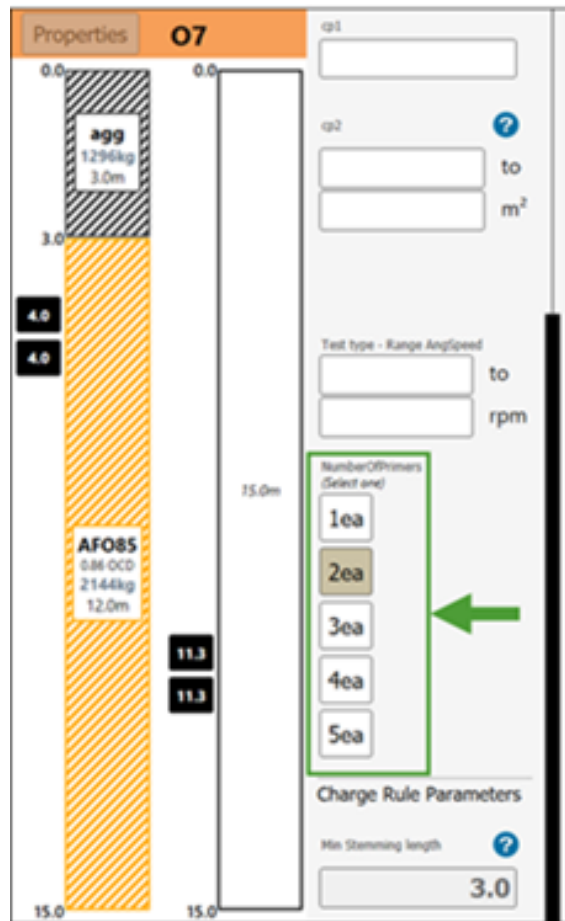 Properties
O7
0.0
agg
1296kg
3.0m
3.0
4.0
4.0
AFO85
0.86 OCD
2144kg
12.0m
15.0
0.0
15.0m
11.3
11.3
15.0
cp1
cp2
?
to
m²
Test type - Range AngSpeed
to
rpm
NumberOfPrimers
(Select one)
1ea
2ea
3ea
4ea
5ea
Charge Rule Parameters
Min Stemming length
?
3.0